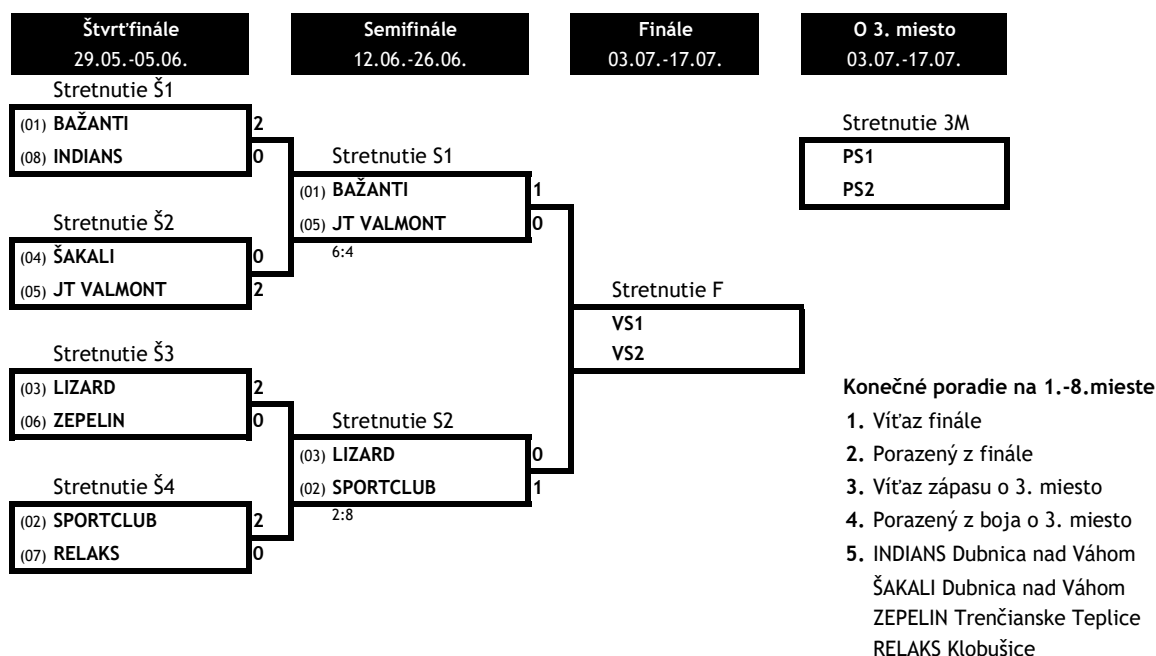 Štvrťfinále
29.05.-05.06.
Semifinále
12.06.-26.06.
Finále
03.07.-17.07.
O 3. miesto
03.07.-17.07.
Stretnutie Š1
(01) BAŽANTI 2
(08) INDIANS 0
Stretnutie Š2
(04) ŠAKALI 0
(05) JT VALMONT 2
Stretnutie Š3
(03) LIZARD 2
(06) ZEPELIN 0
Stretnutie Š4
(02) SPORTCLUB 2
(07) RELAKS 0
Stretnutie S1
(01) BAŽANTI 1
(05) JT VALMONT 0
6:4
Stretnutie S2
(03) LIZARD 0
(02) SPORTCLUB 1
2:8
Stretnutie F
VS1
VS2
Stretnutie 3M
PS1
PS2
Konečné poradie na 1.-8.mieste
1. Víťaz finále
2. Porazený z finále
3. Víťaz zápasu o 3. miesto
4. Porazený z boja o 3. miesto
5. INDIANS Dubnica nad Váhom
ŠAKALI Dubnica nad Váhom
ZEPELIN Trenčianske Teplice
RELAKS Klobušice